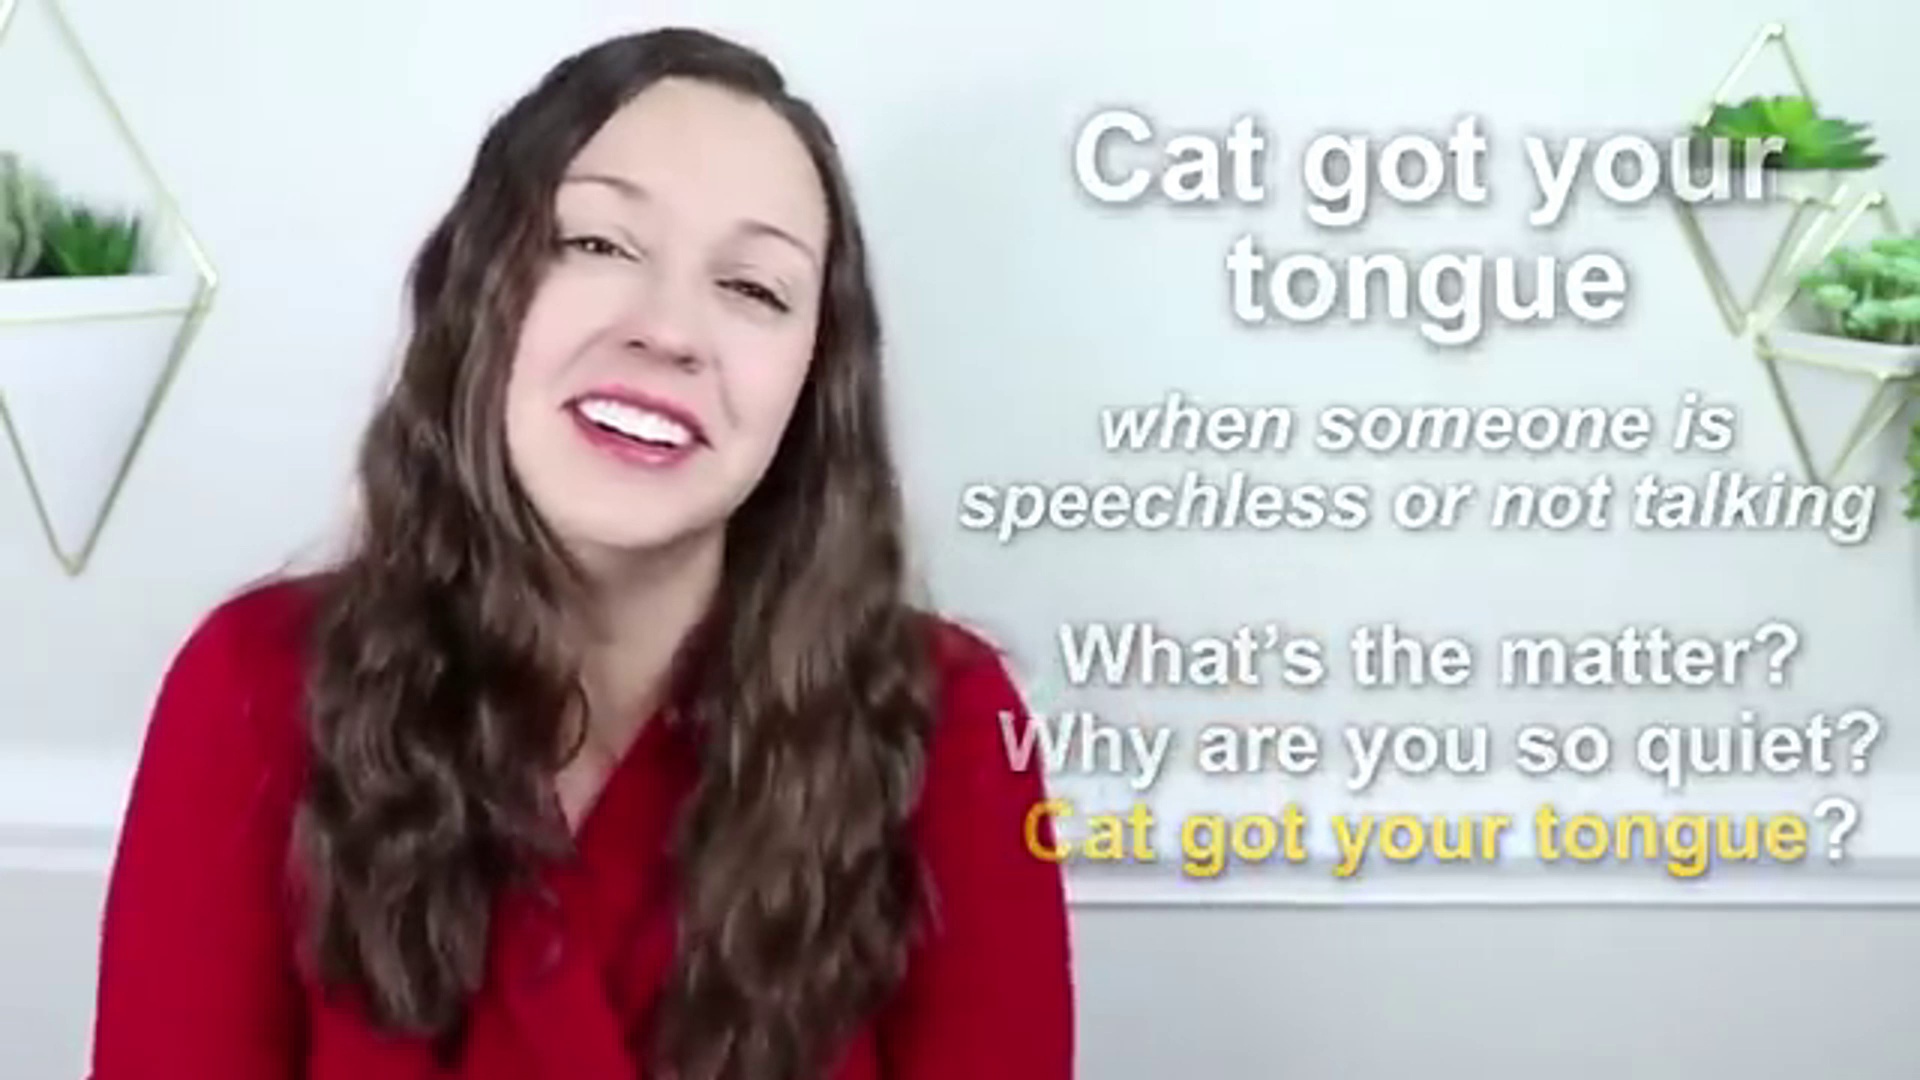 Cat got your
tongue
when someone is
speechless or not talking
What's the matter?
Why are you so quiet?
Cat got your tongue?